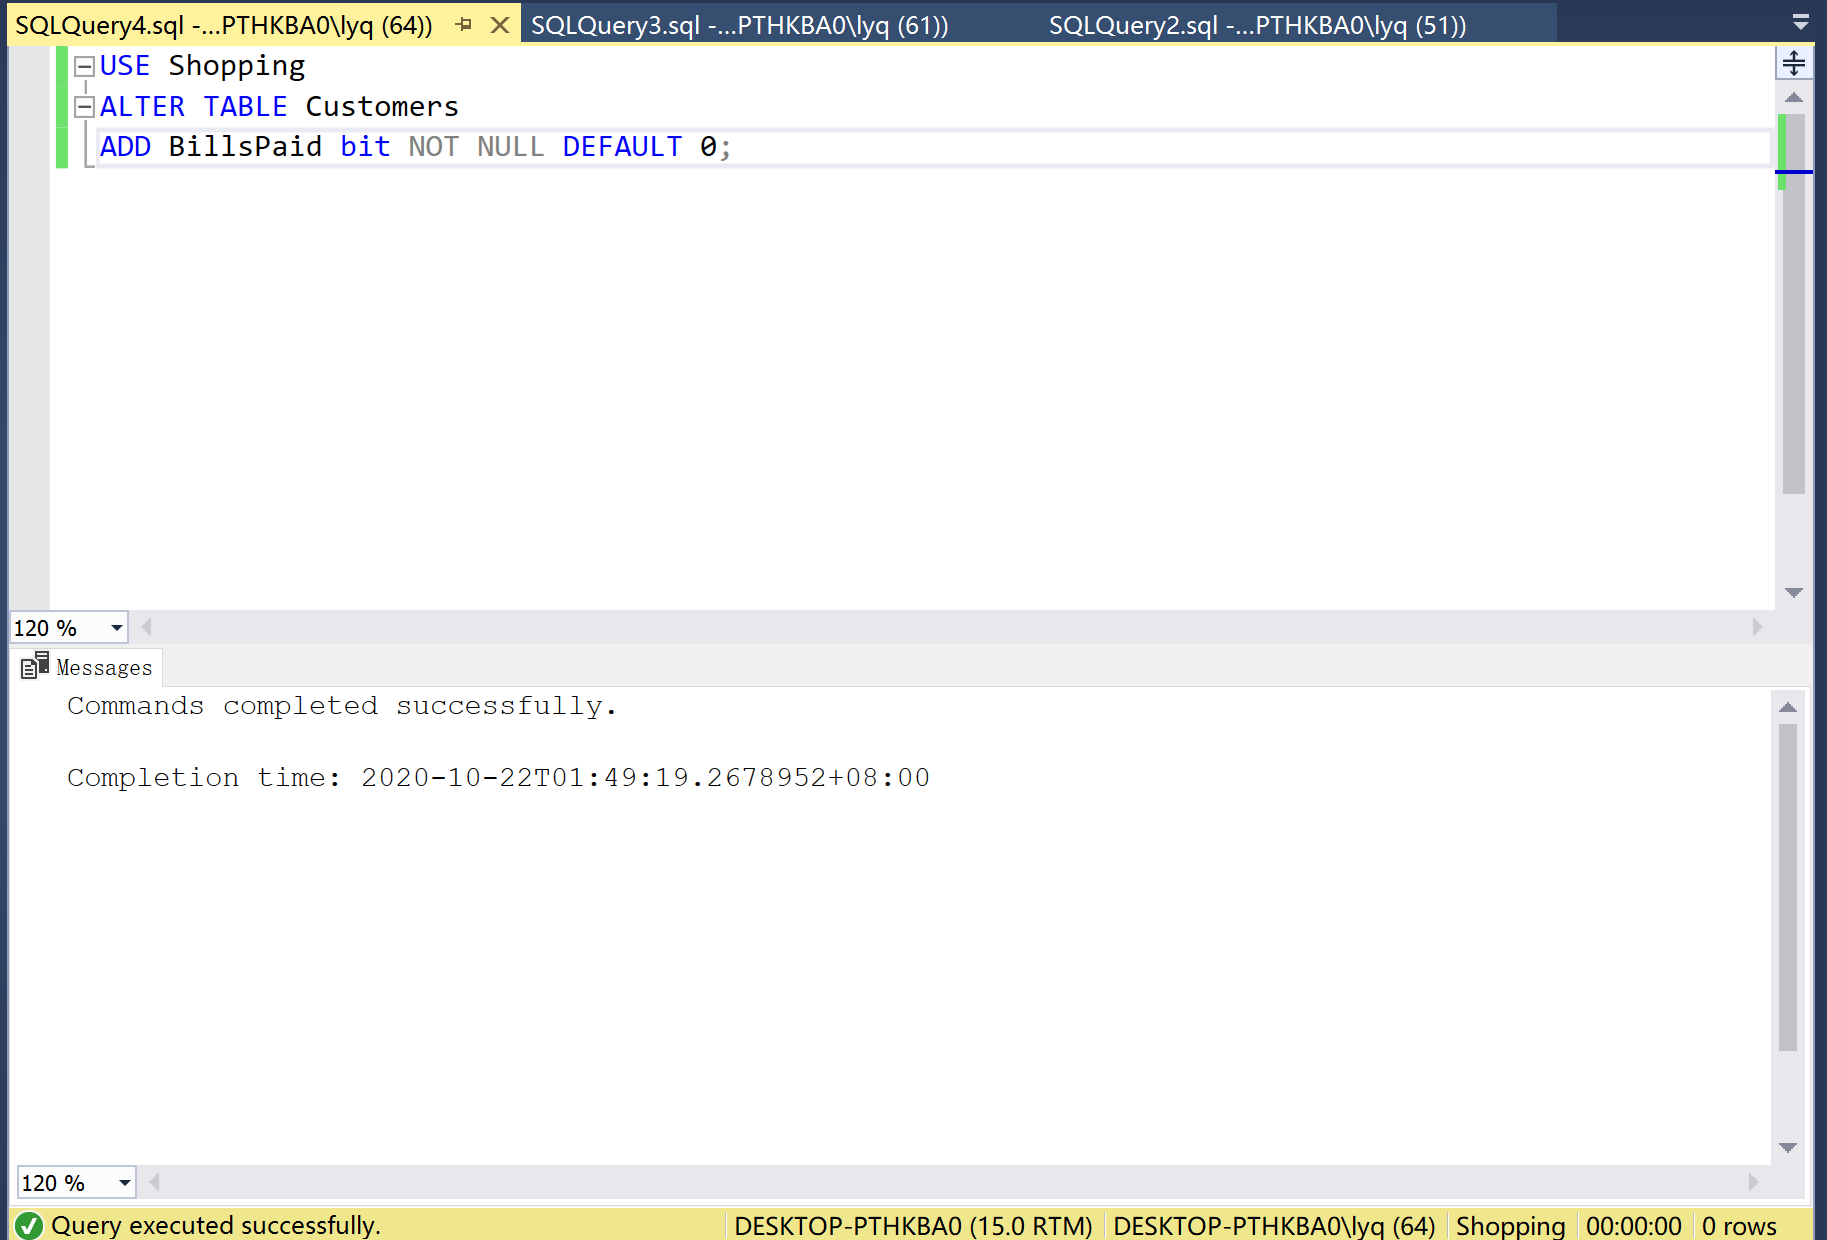 SQLQuery4.sql -...PTHKBA0\lyq (64)) SQLQuery3.sql -...PTHKBA0\lyq (61)) SQLQuery2.sql -...PTHKBA0\lyq (51))
USE Shopping
ALTER TABLE Customers
ADD BillsPaid bit NOT NULL DEFAULT 0;
120 %
Messages
Commands completed successfully.
Completion time: 2020-10-22T01:49:19.2678952+08:00
120 %
Query executed successfully. DESKTOP-PTHKBA0 (15.0 RTM) DESKTOP-PTHKBA0\lyq (64) Shopping 00:00:00 0 rows